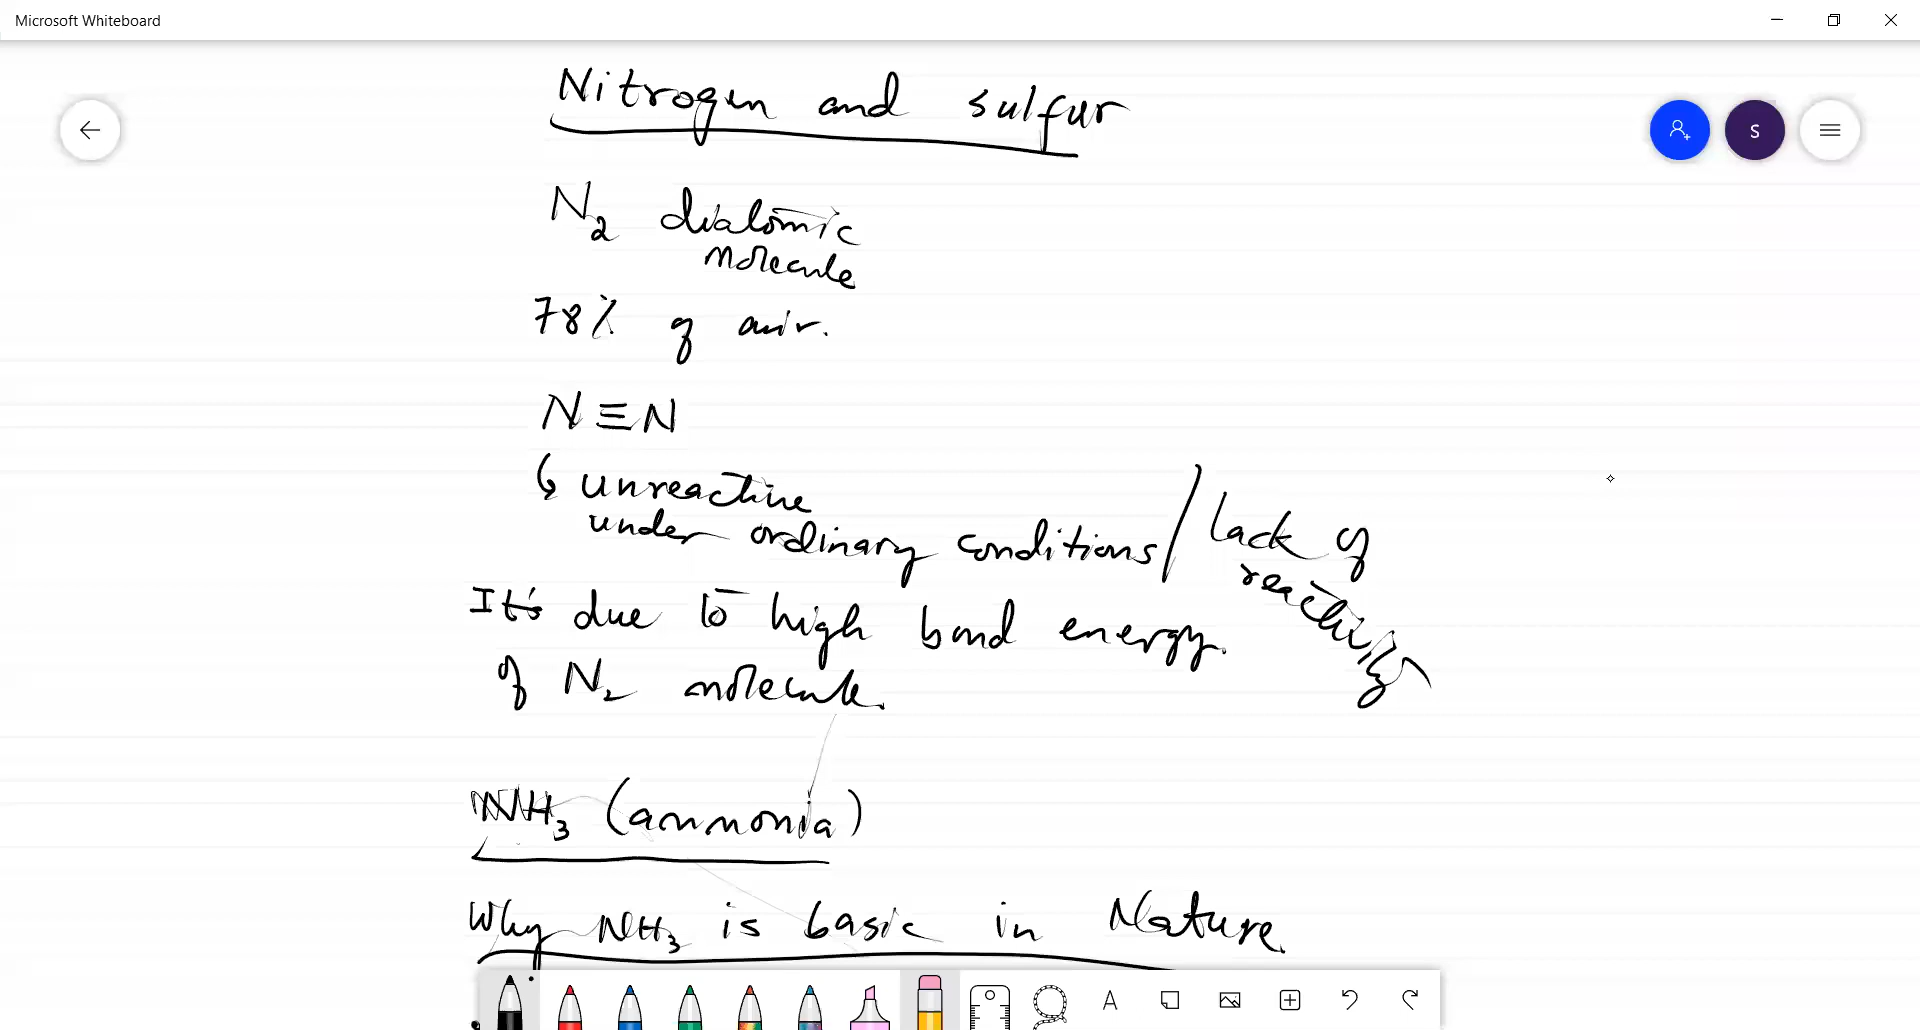 Microsoft Whiteboard
Nitrogen and sulfur
S
N₂ diatomic
molecule
78% of air.
N≡N
↳ unreactive
under ordinary conditions / lack of
reactivity
It's due to high bond energy.
of N₂ molecule.
NH₃ (ammonia)
Why NH₃ is basic in Nature.